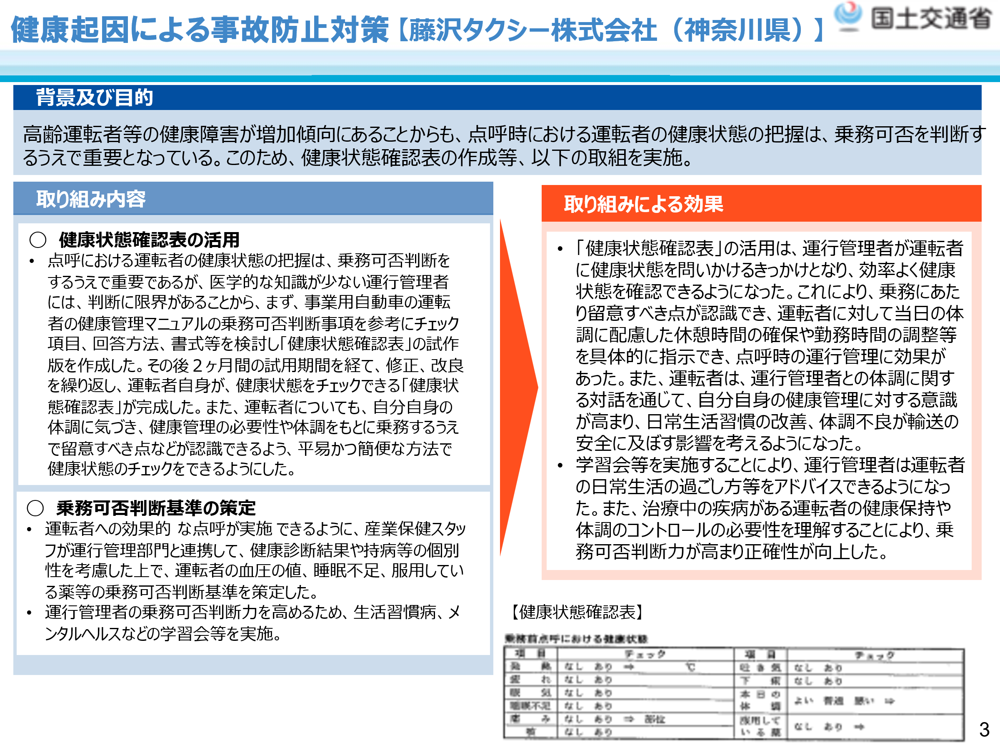 健康起因による事故防止対策【藤沢タクシー株式会社（神奈川県）】
国土交通省
背景及び目的
高齢運転者等の健康障害が増加傾向にあることからも、点呼時における運転者の健康状態の把握は、乗務可否を判断す
るうえで重要となっている。このため、健康状態確認表の作成等、以下の取組を実施。
取り組み内容
○ 健康状態確認表の活用
• 点呼における運転者の健康状態の把握は、乗務可否判断を
するうえで重要であるが、医学的な知識が少ない運行管理者
には、判断に限界があることから、まず、事業用自動車の運転
者の健康管理マニュアルの乗務可否判断事項を参考にチェック
項目、回答方法、書式等を検討し「健康状態確認表」の試作
版を作成した。その後２ヶ月間の試用期間を経て、修正、改良
を繰り返し、運転者自身が、健康状態をチェックできる「健康状
態確認表」が完成した。また、運転者についても、自分自身の
体調に気づき、健康管理の必要性や体調をもとに乗務するうえ
で留意すべき点などが認識できるよう、平易かつ簡便な方法で
健康状態のチェックをできるようにした。
○ 乗務可否判断基準の策定
• 運転者への効果的 な点呼が実施 できるように、産業保健スタッ
フが運行管理部門と連携して、健康診断結果や持病等の個別
性を考慮した上で、運転者の血圧の値、睡眠不足、服用してい
る薬等の乗務可否判断基準を策定した。
• 運行管理者の乗務可否判断力を高めるため、生活習慣病、メ
ンタルヘルスなどの学習会等を実施。
取り組みによる効果
• 「健康状態確認表」の活用は、運行管理者が運転者
に健康状態を問いかけるきっかけとなり、効率よく健康
状態を確認できるようになった。これにより、乗務にあた
り留意すべき点が認識でき、運転者に対して当日の体
調に配慮した休憩時間の確保や勤務時間の調整等
を具体的に指示でき、点呼時の運行管理に効果が
あった。また、運転者は、運行管理者との体調に関す
る対話を通じて、自分自身の健康管理に対する意識
が高まり、日常生活習慣の改善、体調不良が輸送の
安全に及ぼす影響を考えるようになった。
• 学習会等を実施することにより、運行管理者は運転者
の日常生活の過ごし方等をアドバイスできるようになっ
た。また、治療中の疾病がある運転者の健康保持や
体調のコントロールの必要性を理解することにより、乗
務可否判断力が高まり正確性が向上した。
【健康状態確認表】
乗務前点呼における健康状態
項 目 チェック 項 目 チェック
発 熱 なし あり ⇒ ℃ 吐き気 なし あり
疲 れ なし あり 下 痢 なし あり
眠 気 なし あり 本日の体 調 よい 普通 悪い ⇒
睡眠不足 なし あり
痛 み なし あり ⇒ 部位 服用している薬 なし あり ⇒
なし あり
3